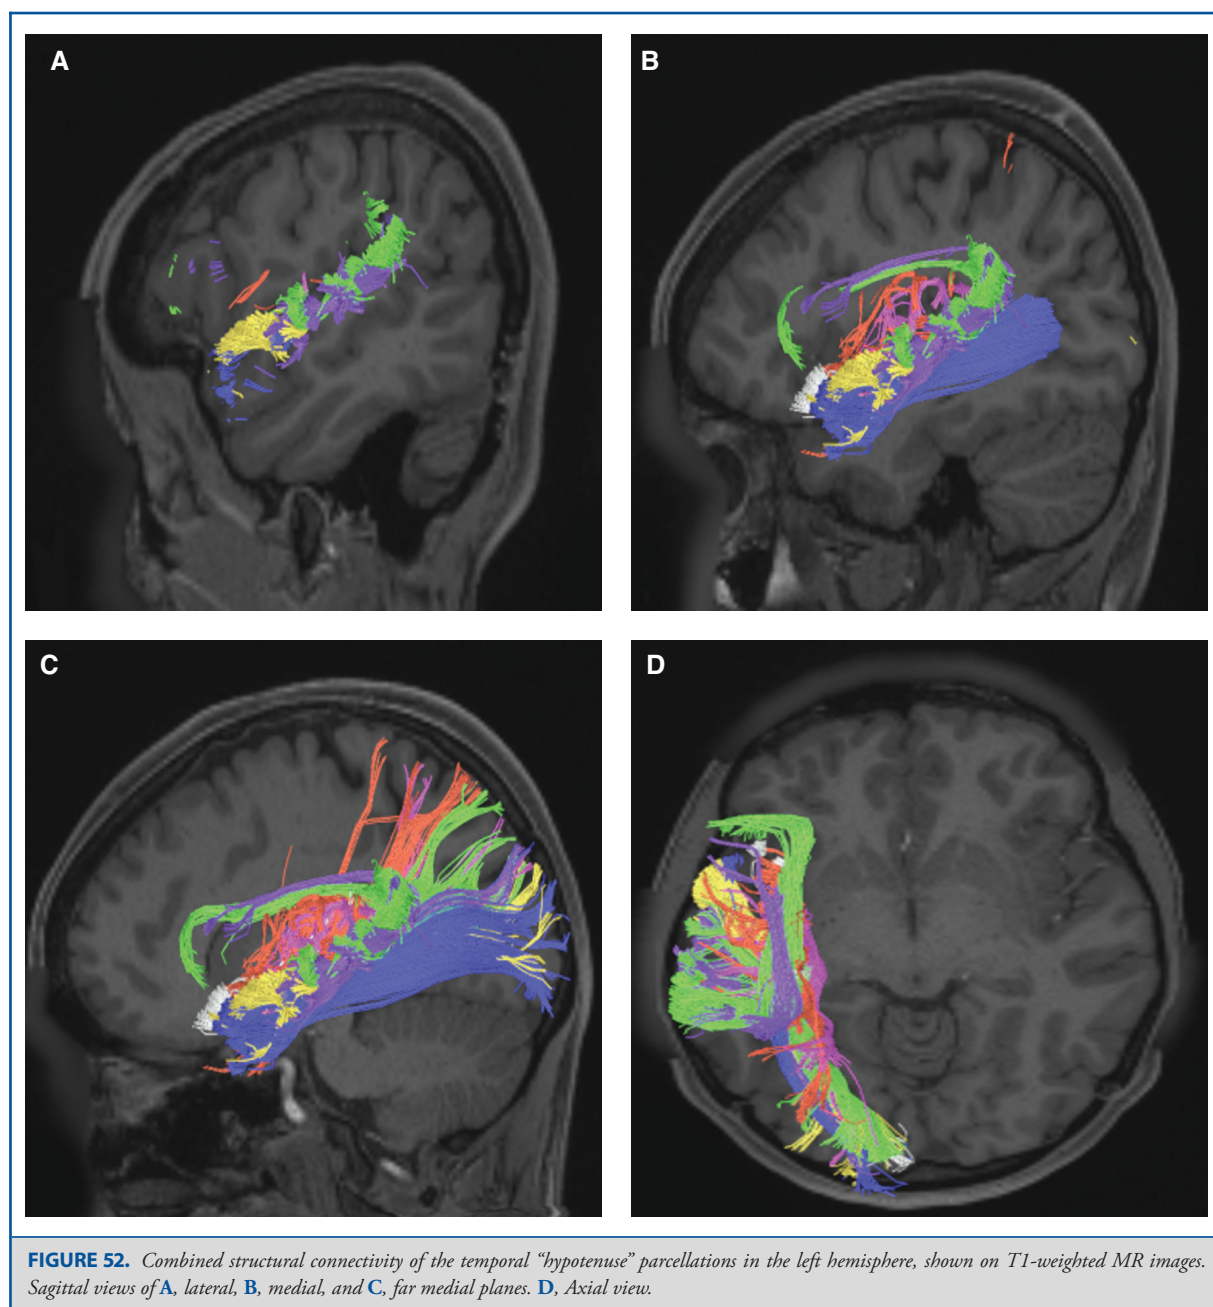 A
B
C
D
FIGURE 52. Combined structural connectivity of the temporal “hypotenuse” parcellations in the left hemisphere, shown on T1-weighted MR images.
Sagittal views of A, lateral, B, medial, and C, far medial planes. D, Axial view.